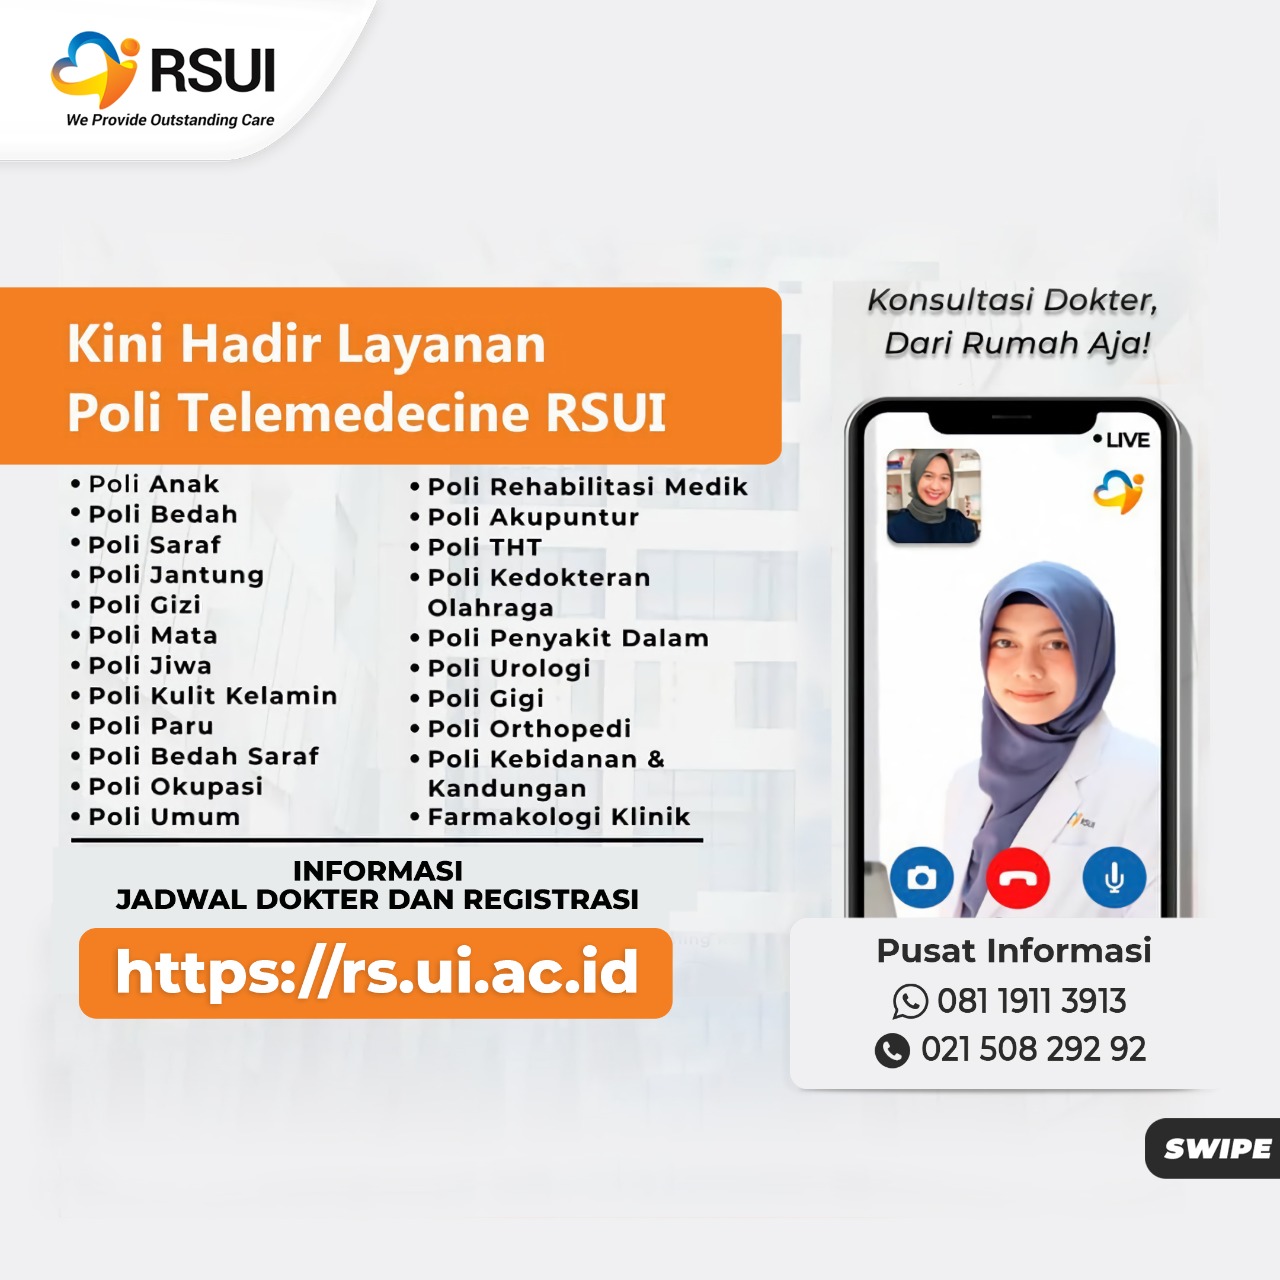 RSUI
We Provide Outstanding Care
Kini Hadir Layanan
Poli Telemedecine RSUI
• Poli Anak
• Poli Bedah
• Poli Saraf
• Poli Jantung
• Poli Gizi
• Poli Mata
• Poli Jiwa
• Poli Kulit Kelamin
• Poli Paru
• Poli Bedah Saraf
• Poli Okupasi
• Poli Umum
• Poli Rehabilitasi Medik
• Poli Akupuntur
• Poli THT
• Poli Kedokteran
Olahraga
• Poli Penyakit Dalam
• Poli Urologi
• Poli Gigi
• Poli Orthopedi
• Poli Kebidanan &
Kandungan
• Farmakologi Klinik
INFORMASI
JADWAL DOKTER DAN REGISTRASI
https://rs.ui.ac.id
Konsultasi Dokter,
Dari Rumah Aja!
• LIVE
RSUI
Pusat Informasi
081 1911 3913
021 508 292 92
SWIPE